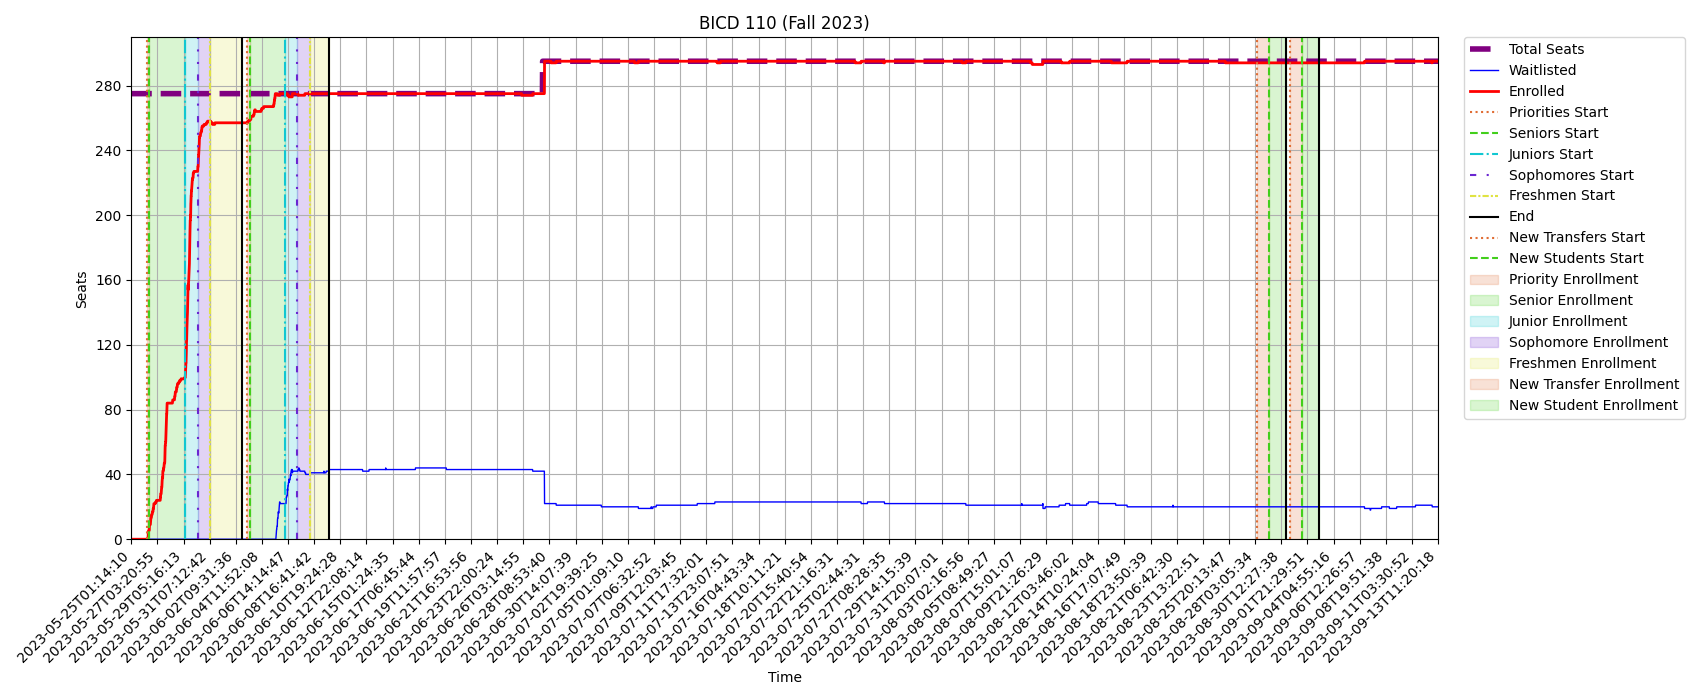 BICD 110 (Fall 2023)
Seats
280
240
200
160
120
80
40
0
2023-05-25T01:14:10
2023-05-27T03:20:55
2023-05-29T05:16:13
2023-05-31T07:12:42
2023-06-02T09:31:36
2023-06-04T11:52:08
2023-06-06T14:14:47
2023-06-08T16:41:42
2023-06-10T19:24:28
2023-06-12T22:08:14
2023-06-15T01:24:35
2023-06-17T06:45:44
2023-06-19T11:57:57
2023-06-21T16:53:56
2023-06-23T22:00:24
2023-06-26T03:14:55
2023-06-28T08:53:40
2023-06-30T14:07:39
2023-07-02T19:39:25
2023-07-05T01:09:10
2023-07-07T06:32:52
2023-07-09T12:03:45
2023-07-11T17:32:01
2023-07-13T23:07:51
2023-07-16T04:43:34
2023-07-18T10:11:21
2023-07-20T15:40:54
2023-07-22T21:16:31
2023-07-25T02:44:31
2023-07-27T08:28:35
2023-07-29T14:15:39
2023-07-31T20:07:01
2023-08-03T02:16:56
2023-08-05T08:49:27
2023-08-07T15:01:07
2023-08-09T21:26:29
2023-08-12T03:46:02
2023-08-14T10:24:04
2023-08-16T17:07:49
2023-08-18T23:50:39
2023-08-21T06:42:30
2023-08-23T13:22:51
2023-08-25T20:13:47
2023-08-28T03:05:34
2023-08-30T12:27:38
2023-09-01T21:29:51
2023-09-04T04:55:16
2023-09-06T12:26:57
2023-09-08T19:51:38
2023-09-11T03:30:52
2023-09-13T11:20:18
Time
Total Seats
Waitlisted
Enrolled
Priorities Start
Seniors Start
Juniors Start
Sophomores Start
Freshmen Start
End
New Transfers Start
New Students Start
Priority Enrollment
Senior Enrollment
Junior Enrollment
Sophomore Enrollment
Freshmen Enrollment
New Transfer Enrollment
New Student Enrollment